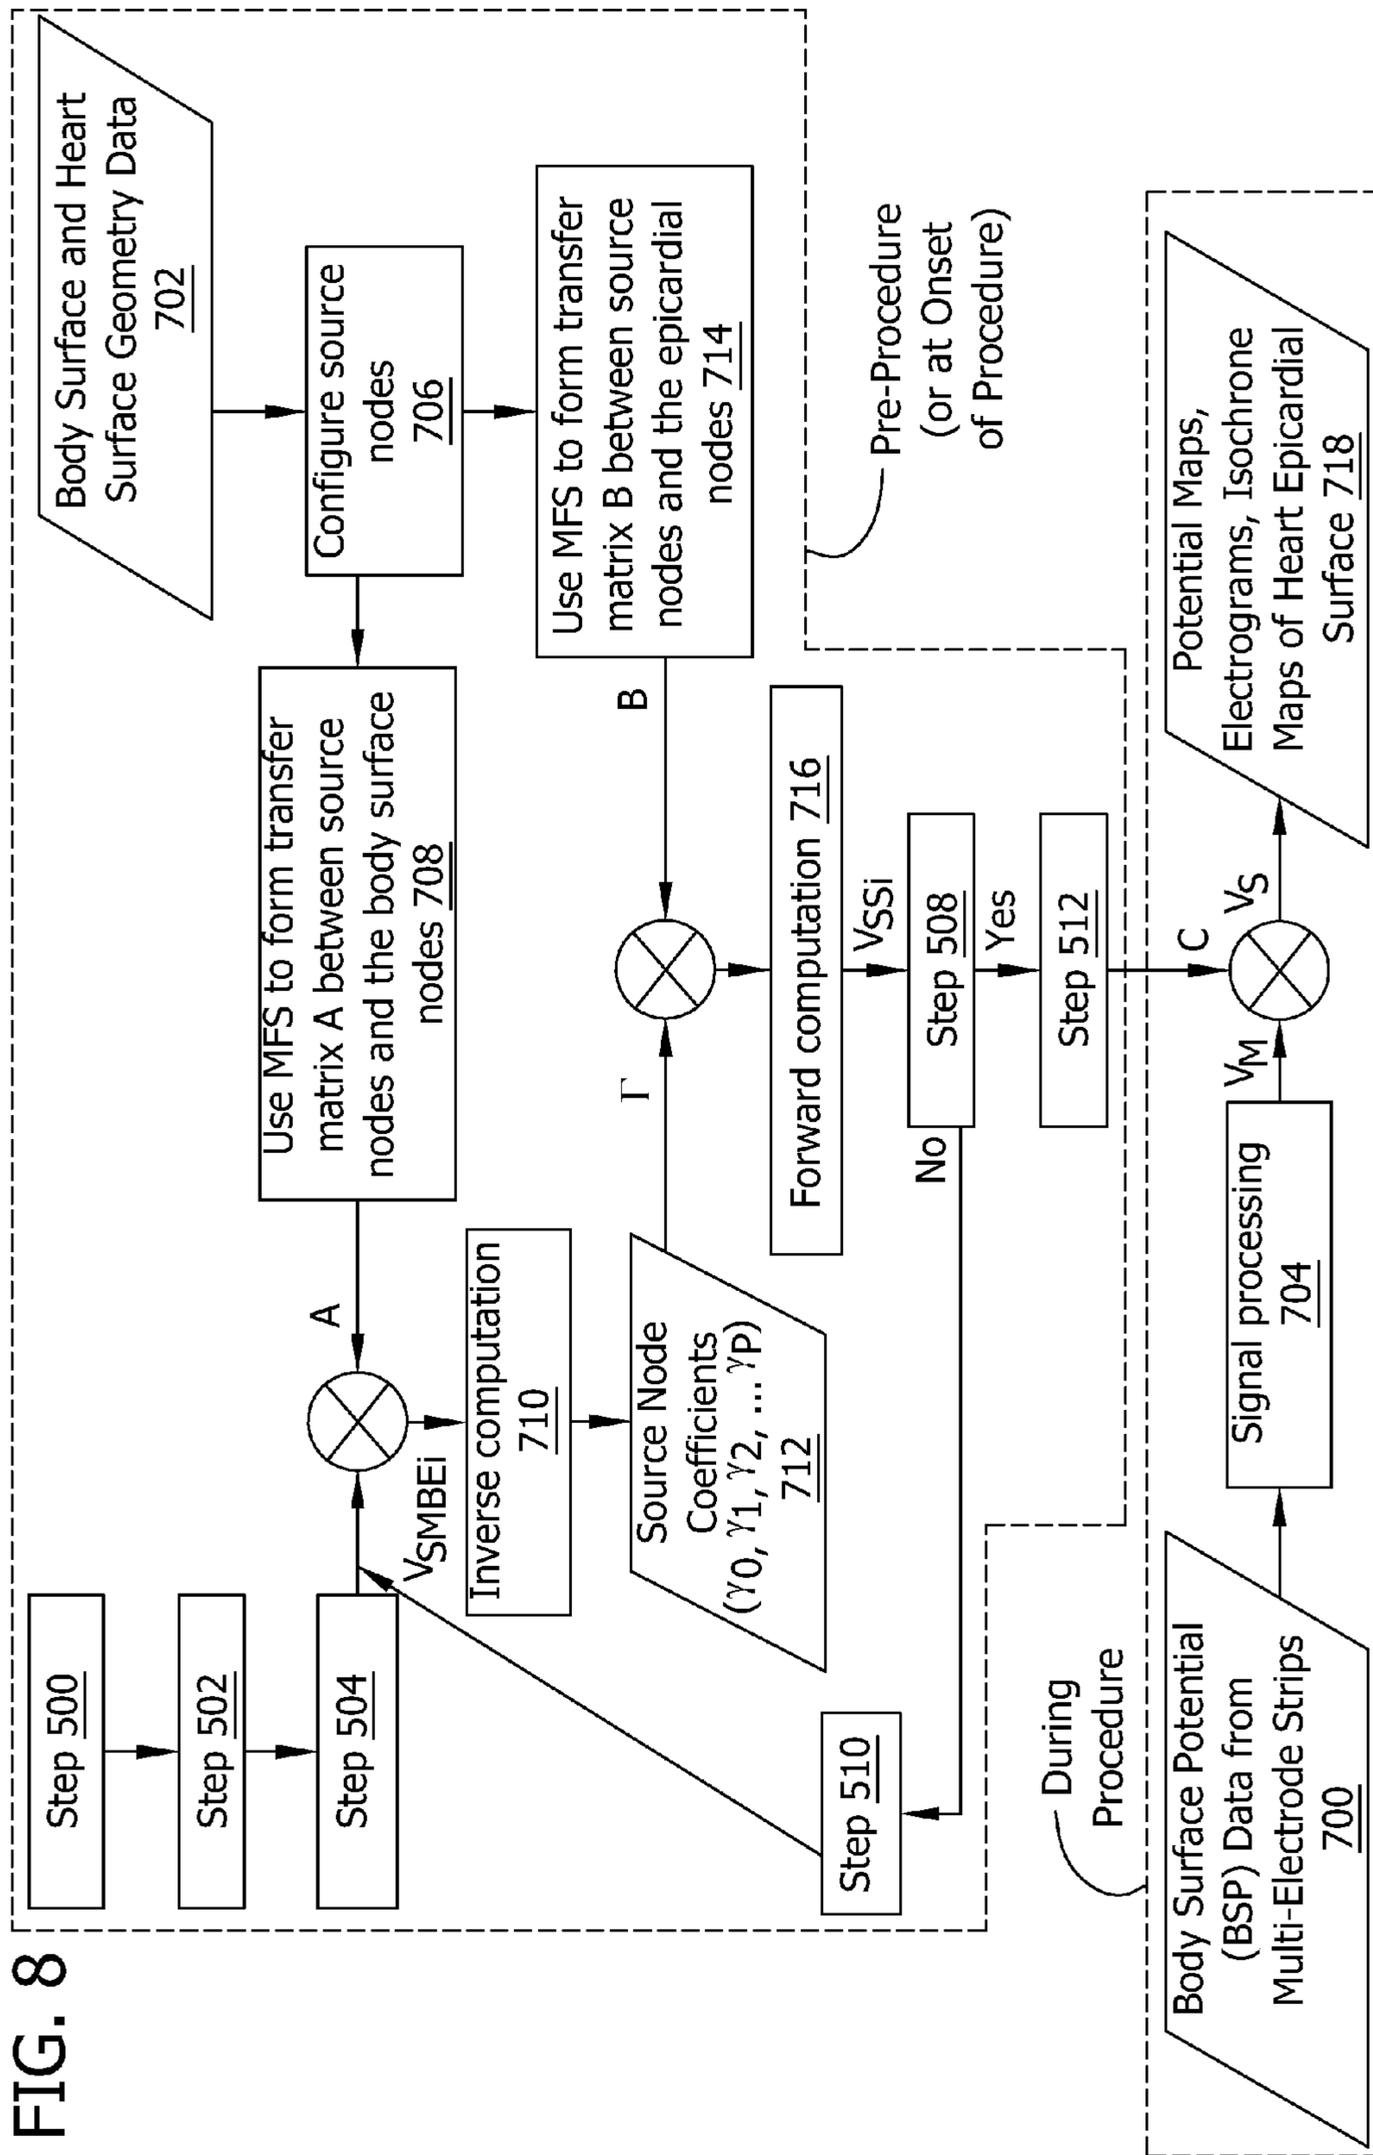 FIG. 8
Step 500
Step 502
Step 504
Body Surface and Heart
Surface Geometry Data
702
Configure source
nodes
706
Use MFS to form transfer
matrix A between source
nodes and the body surface
nodes 708
A
V_SMBEi
Inverse computation
710
Source Node
Coefficients
(γ0, γ1, γ2, ... γP)
712
Use MFS to form transfer
matrix B between source
nodes and the epicardial
nodes 714
B
Γ
Forward computation 716
VSSi
Step 508
No
Yes
Step 510
Step 512
C
Pre-Procedure
(or at Onset
of Procedure)
During
Procedure
Body Surface Potential
(BSP) Data from
Multi-Electrode Strips
700
Signal processing
704
VM
VS
Potential Maps,
Electrograms, Isochrone
Maps of Heart Epicardial
Surface 718